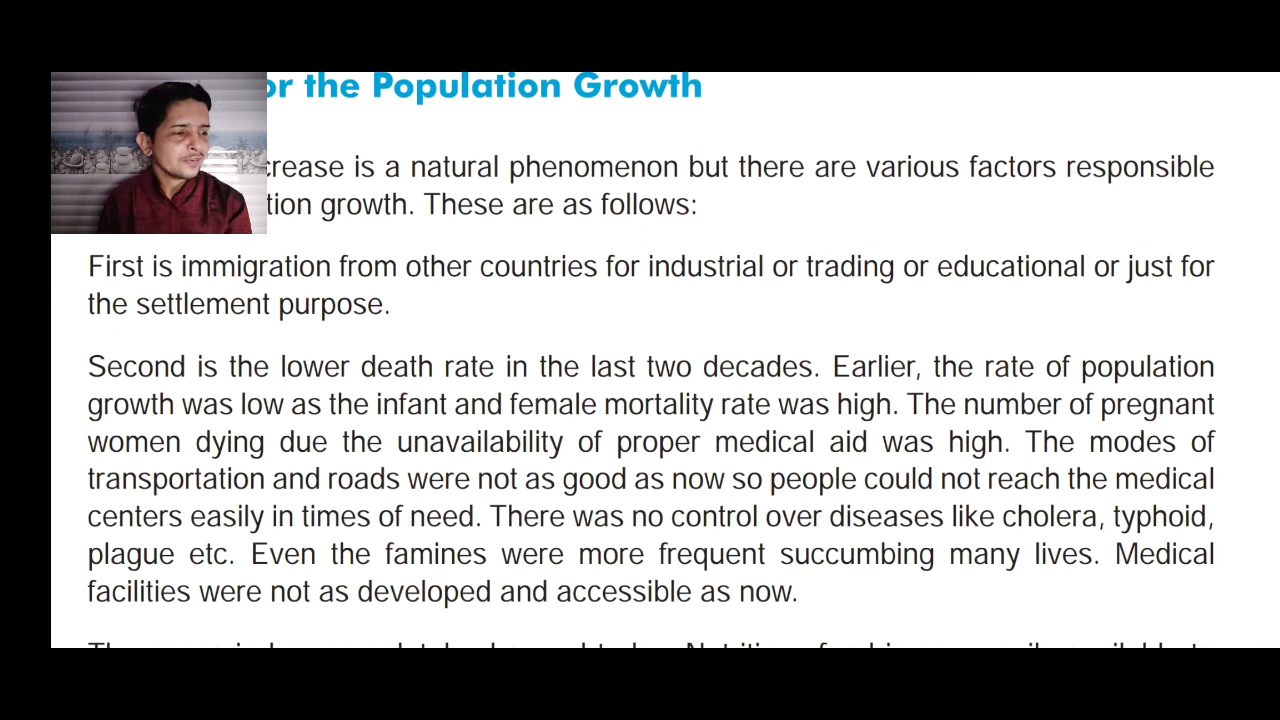 or the Population Growth
crease is a natural phenomenon but there are various factors responsible
tion growth. These are as follows:
First is immigration from other countries for industrial or trading or educational or just for
the settlement purpose.
Second is the lower death rate in the last two decades. Earlier, the rate of population
growth was low as the infant and female mortality rate was high. The number of pregnant
women dying due the unavailability of proper medical aid was high. The modes of
transportation and roads were not as good as now so people could not reach the medical
centers easily in times of need. There was no control over diseases like cholera, typhoid,
plague etc. Even the famines were more frequent succumbing many lives. Medical
facilities were not as developed and accessible as now.